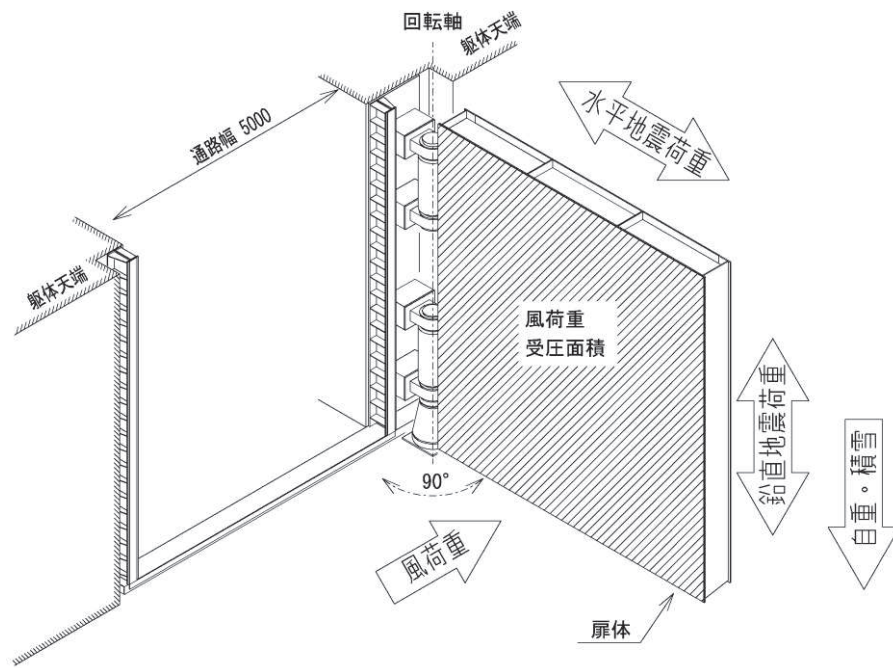 回転軸
躯体天端
通路幅 5000
水平地震荷重
躯体天端
風荷重
受圧面積
鉛直地震荷重
自重・積雪
90°
風荷重
扉体